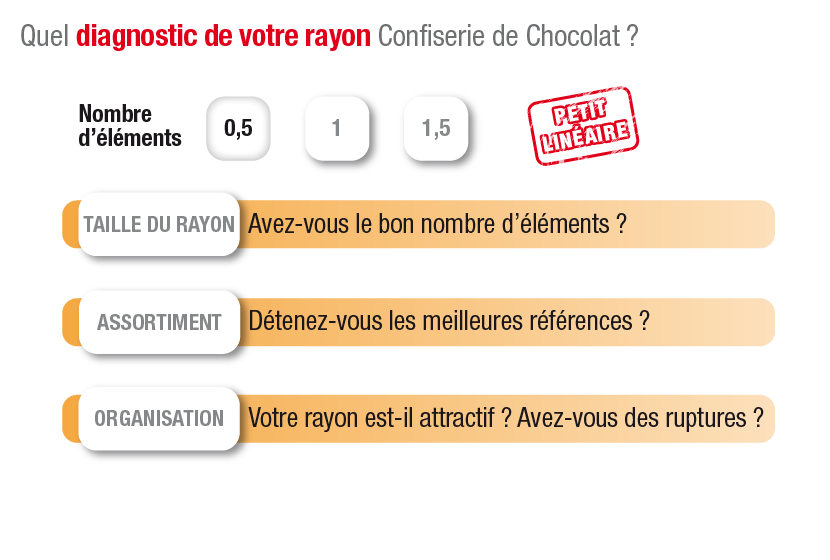 Quel diagnostic de votre rayon Confiserie de Chocolat ?
Nombre
d’éléments
0,5
1
1,5
PETIT
LINÉAIRE
TAILLE DU RAYON
Avez-vous le bon nombre d’éléments ?
ASSORTIMENT
Détenez-vous les meilleures références ?
ORGANISATION
Votre rayon est-il attractif ? Avez-vous des ruptures ?